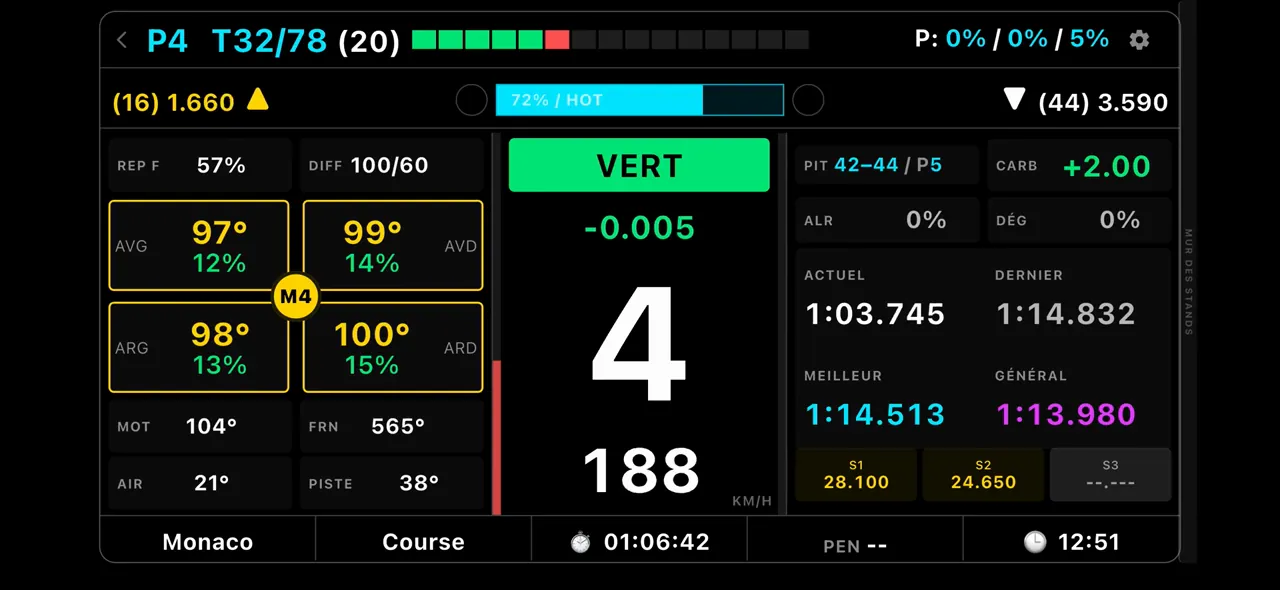 P4 T32/78 (20)
P: 0% / 0% / 5%
(16) 1.660
72% / HOT
(44) 3.590
REP F 57%
DIFF 100/60
VERT
PIT 42–44 / P5
CARB +2.00
AVG 97° 12%
99° 14% AVD
-0.005
ALR 0%
DÉG 0%
M4
ARG 98° 13%
100° 15% ARD
4
ACTUEL
1:03.745
DERNIER
1:14.832
MEILLEUR
1:14.513
GÉNÉRAL
1:13.980
MOT 104°
FRN 565°
AIR 21°
PISTE 38°
188
KM/H
S1
28.100
S2
24.650
S3
--.---
MUR DES STANDS
Monaco
Course
01:06:42
PEN --
12:51